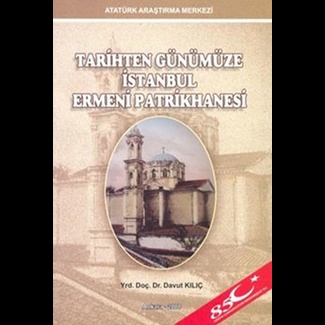 ATATÜRK ARAŞTIRMA MERKEZİ
TARİHTEN GÜNÜMÜZE
İSTANBUL
ERMENİ PATRİKHANESİ
Yrd. Doç. Dr. Davut KILIÇ
85